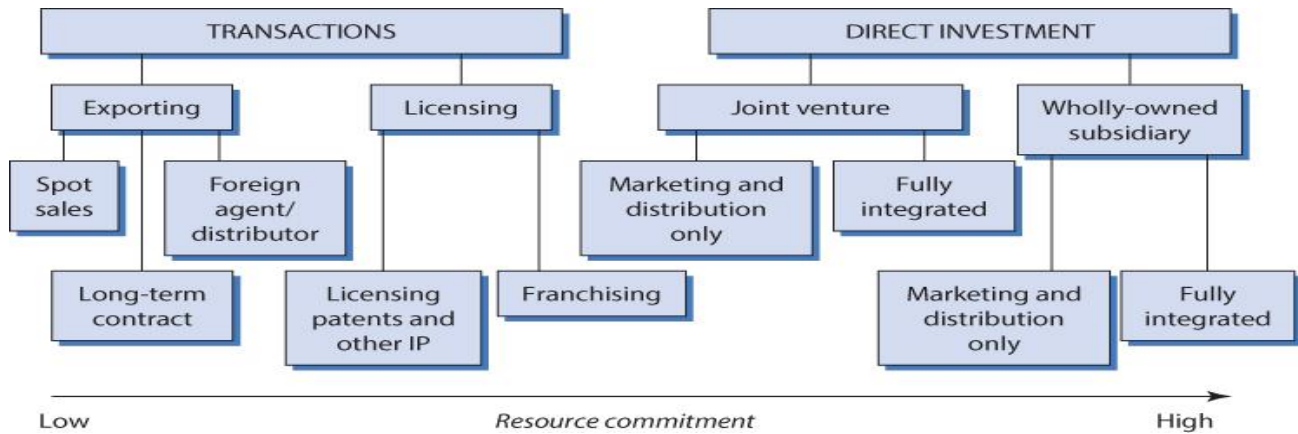 TRANSACTIONS
DIRECT INVESTMENT
Exporting
Licensing
Joint venture
Wholly-owned
subsidiary
Spot
sales
Foreign
agent/
distributor
Marketing and
distribution
only
Fully
integrated
Long-term
contract
Licensing
patents and
other IP
Franchising
Marketing and
distribution
only
Fully
integrated
Low
Resource commitment
High